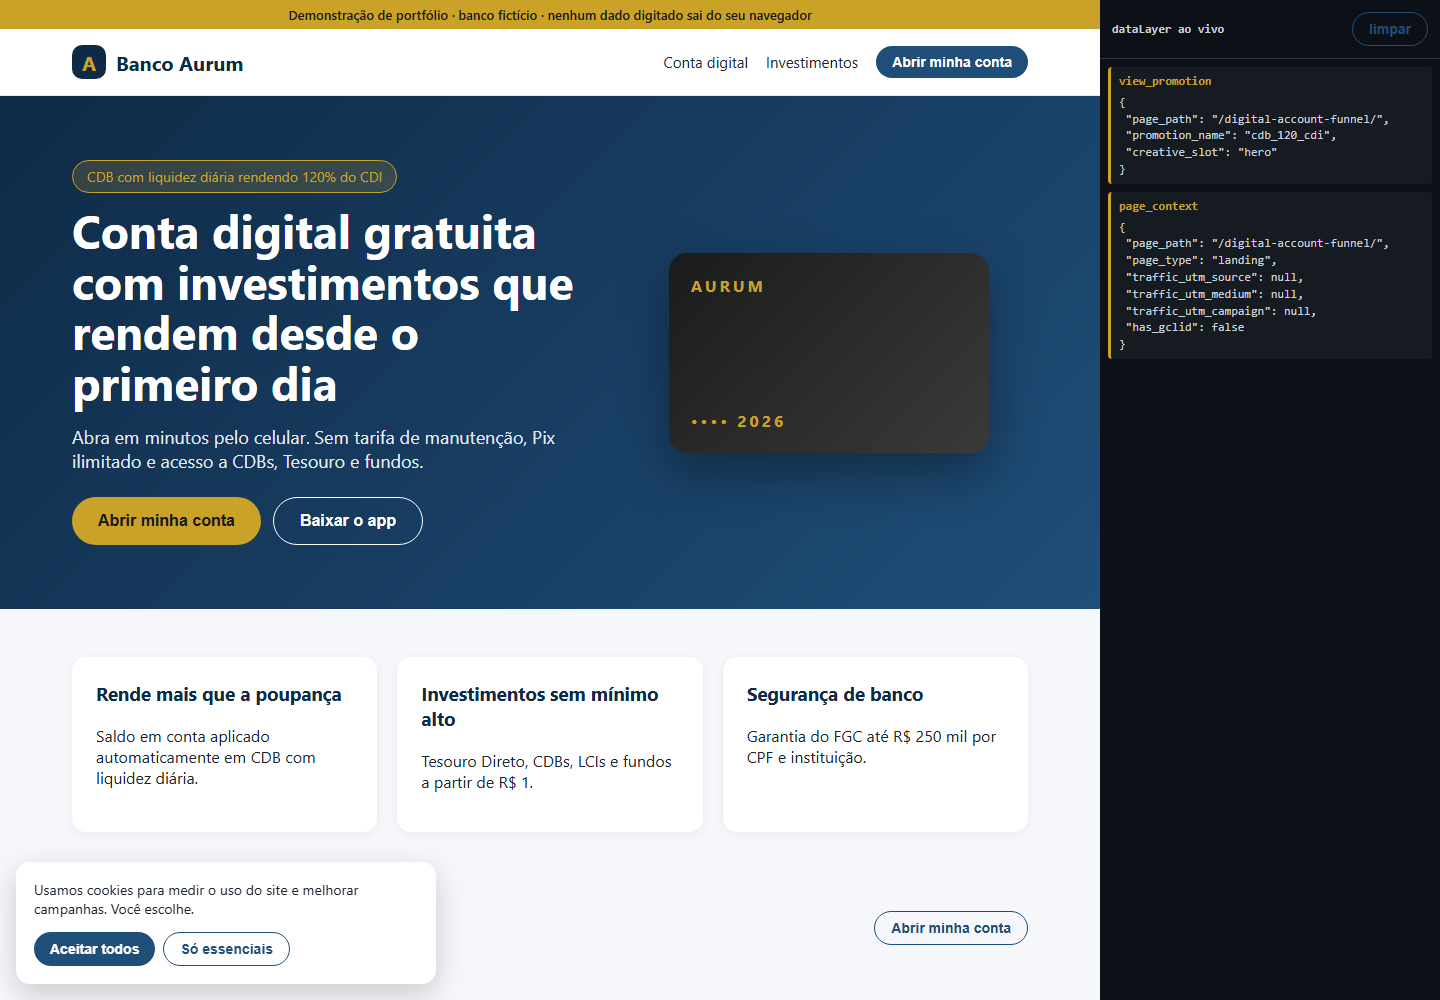 Demonstração de portfólio · banco fictício · nenhum dado digitado sai do seu navegador
A Banco Aurum
Conta digital Investimentos Abrir minha conta
CDB com liquidez diária rendendo 120% do CDI
Conta digital gratuita
com investimentos que
rendem desde o
primeiro dia
Abra em minutos pelo celular. Sem tarifa de manutenção, Pix
ilimitado e acesso a CDBs, Tesouro e fundos.
Abrir minha conta Baixar o app
AURUM
•••• 2026
Rende mais que a poupança
Saldo em conta aplicado
automaticamente em CDB com
liquidez diária.
Investimentos sem mínimo
alto
Tesouro Direto, CDBs, LCIs e fundos
a partir de R$ 1.
Segurança de banco
Garantia do FGC até R$ 250 mil por
CPF e instituição.
Usamos cookies para medir o uso do site e melhorar
campanhas. Você escolhe.
Aceitar todos Só essenciais
Abrir minha conta
dataLayer ao vivo limpar
view_promotion
{
"page_path": "/digital-account-funnel/",
"promotion_name": "cdb_120_cdi",
"creative_slot": "hero"
}
page_context
{
"page_path": "/digital-account-funnel/",
"page_type": "landing",
"traffic_utm_source": null,
"traffic_utm_medium": null,
"traffic_utm_campaign": null,
"has_gclid": false
}